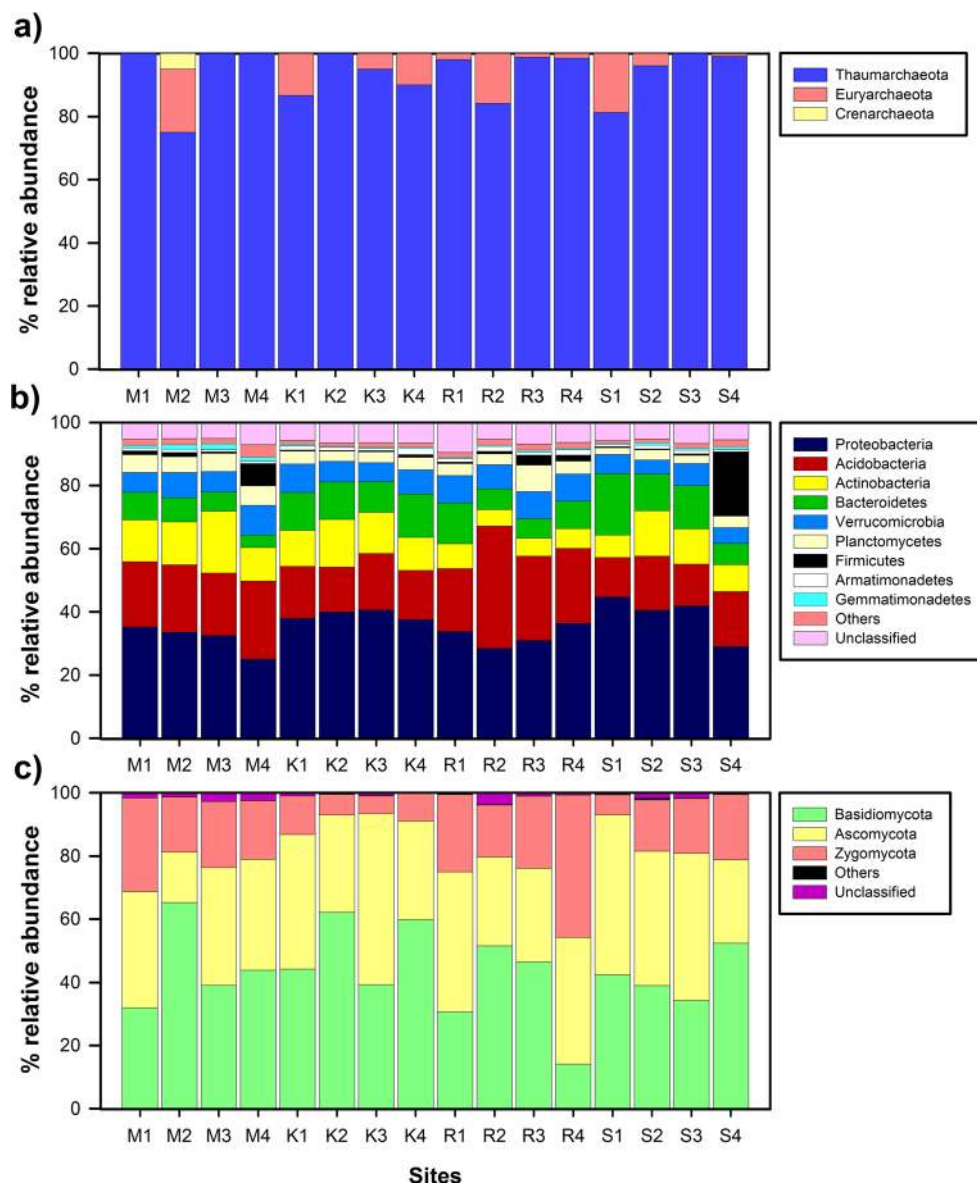 a)
100
80
60
40
20
0
% relative abundance
M1 M2 M3 M4 K1 K2 K3 K4 R1 R2 R3 R4 S1 S2 S3 S4
Thaumarchaeota
Euryarchaeota
Crenarchaeota
b)
100
80
60
40
20
0
% relative abundance
M1 M2 M3 M4 K1 K2 K3 K4 R1 R2 R3 R4 S1 S2 S3 S4
Proteobacteria
Acidobacteria
Actinobacteria
Bacteroidetes
Verrucomicrobia
Planctomycetes
Firmicutes
Armatimonadetes
Gemmatimonadetes
Others
Unclassified
c)
100
80
60
40
20
0
% relative abundance
M1 M2 M3 M4 K1 K2 K3 K4 R1 R2 R3 R4 S1 S2 S3 S4
Sites
Basidiomycota
Ascomycota
Zygomycota
Others
Unclassified